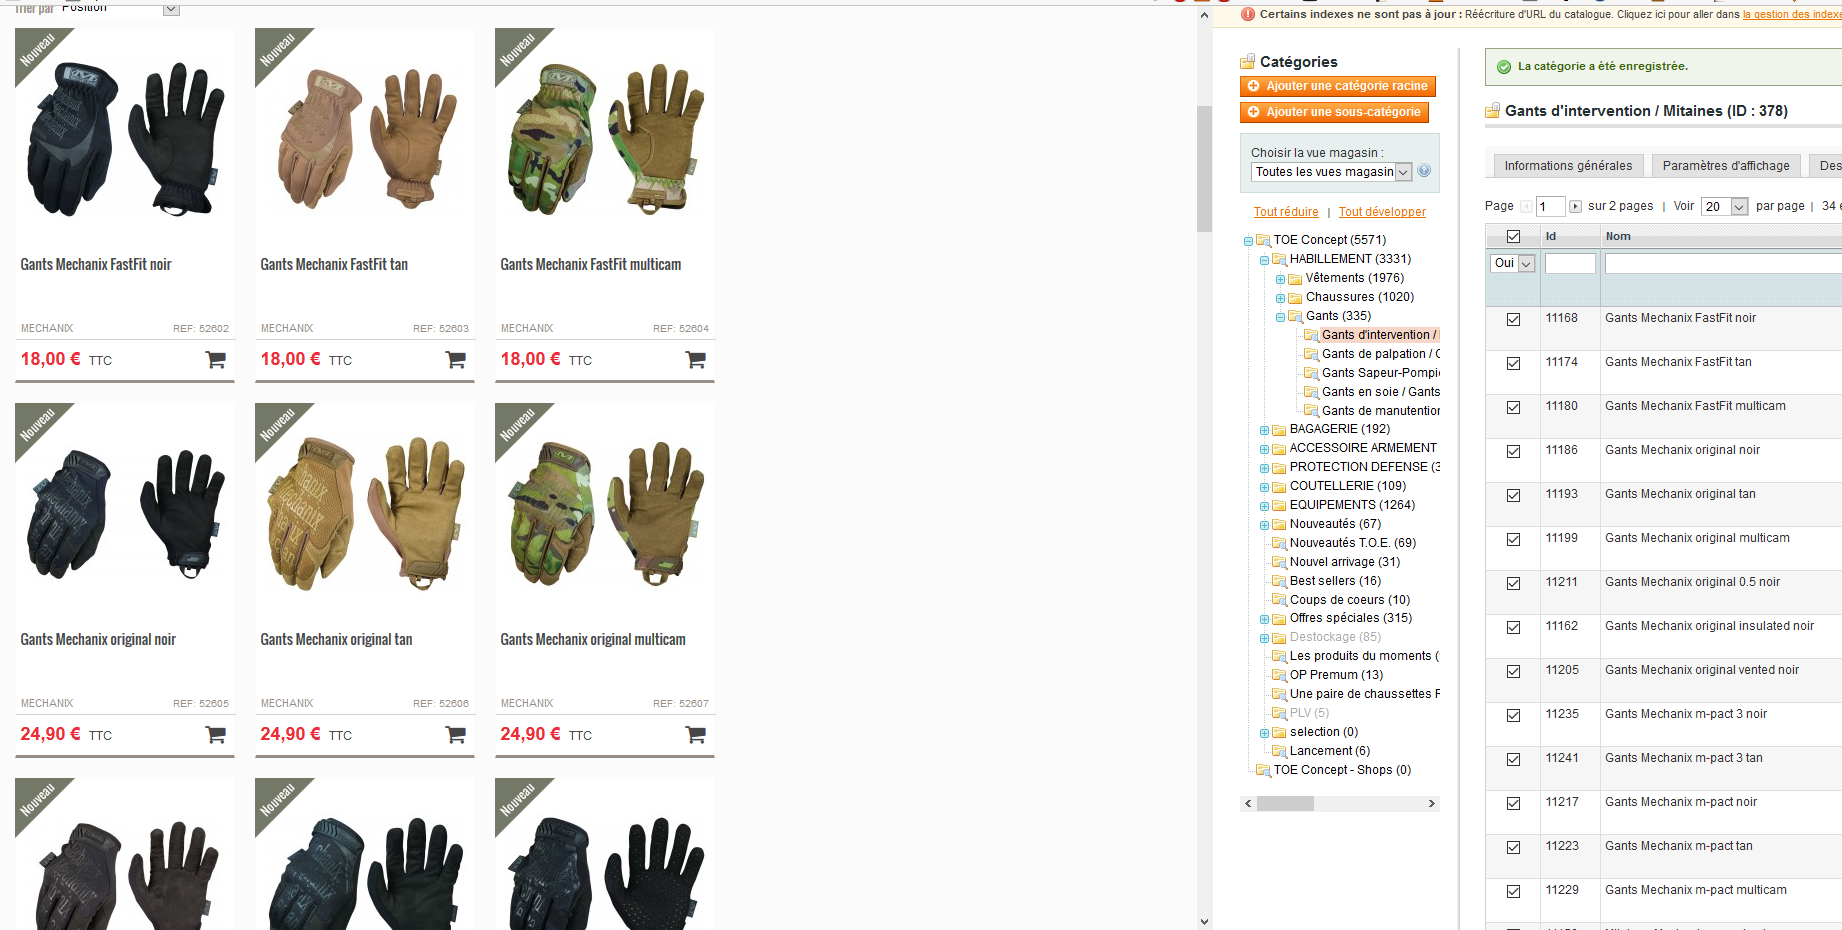 Trier par Position
Nouveau
Nouveau
Nouveau
Gants Mechanix FastFit noir
Gants Mechanix FastFit tan
Gants Mechanix FastFit multicam
MECHANIX REF: 52602
MECHANIX REF: 52603
MECHANIX REF: 52604
18,00 € TTC
18,00 € TTC
18,00 € TTC
Nouveau
Nouveau
Nouveau
Gants Mechanix original noir
Gants Mechanix original tan
Gants Mechanix original multicam
MECHANIX REF: 52605
MECHANIX REF: 52606
MECHANIX REF: 52607
24,90 € TTC
24,90 € TTC
24,90 € TTC
Nouveau
Nouveau
Nouveau
Certains indexes ne sont pas à jour : Réécriture d'URL du catalogue. Cliquez ici pour aller dans la gestion des indexe
Catégories
Ajouter une catégorie racine
Ajouter une sous-catégorie
Choisir la vue magasin :
Toutes les vues magasin
Tout réduire | Tout développer
TOE Concept (5571)
HABILLEMENT (3331)
Vêtements (1976)
Chaussures (1020)
Gants (335)
Gants d'intervention /
Gants de palpation /
Gants Sapeur-Pompi
Gants en soie / Gants
Gants de manutention
BAGAGERIE (192)
ACCESSOIRE ARMEMENT
PROTECTION DEFENSE (3
COUTELLERIE (109)
EQUIPEMENTS (1264)
Nouveautés (67)
Nouveautés T.O.E. (69)
Nouvel arrivage (31)
Best sellers (16)
Coups de coeurs (10)
Offres spéciales (315)
Destockage (85)
Les produits du moments (
OP Premum (13)
Une paire de chaussettes
PLV (5)
selection (0)
Lancement (6)
TOE Concept - Shops (0)
La catégorie a été enregistrée.
Gants d'intervention / Mitaines (ID : 378)
Informations générales Paramètres d'affichage Des
Page 1 sur 2 pages | Voir 20 par page | 34
Id Nom
Oui
11168 Gants Mechanix FastFit noir
11174 Gants Mechanix FastFit tan
11180 Gants Mechanix FastFit multicam
11186 Gants Mechanix original noir
11193 Gants Mechanix original tan
11199 Gants Mechanix original multicam
11211 Gants Mechanix original 0.5 noir
11162 Gants Mechanix original insulated noir
11205 Gants Mechanix original vented noir
11235 Gants Mechanix m-pact 3 noir
11241 Gants Mechanix m-pact 3 tan
11217 Gants Mechanix m-pact noir
11223 Gants Mechanix m-pact tan
11229 Gants Mechanix m-pact multicam